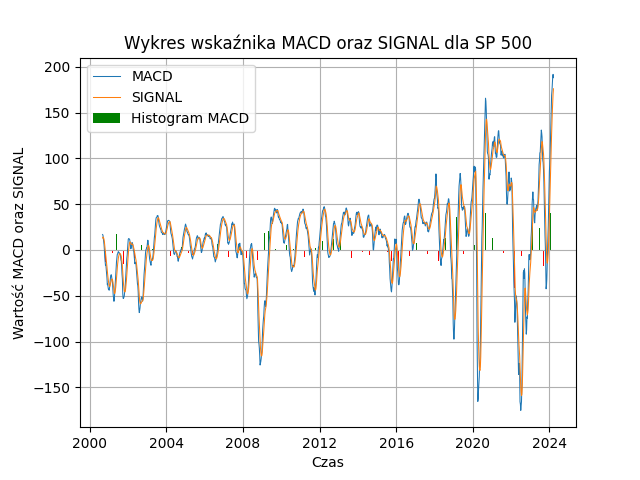 Wykres wskaźnika MACD oraz SIGNAL dla SP 500
MACD
SIGNAL
Histogram MACD
Wartość MACD oraz SIGNAL
200
150
100
50
0
−50
−100
−150
2000
2004
2008
2012
2016
2020
2024
Czas